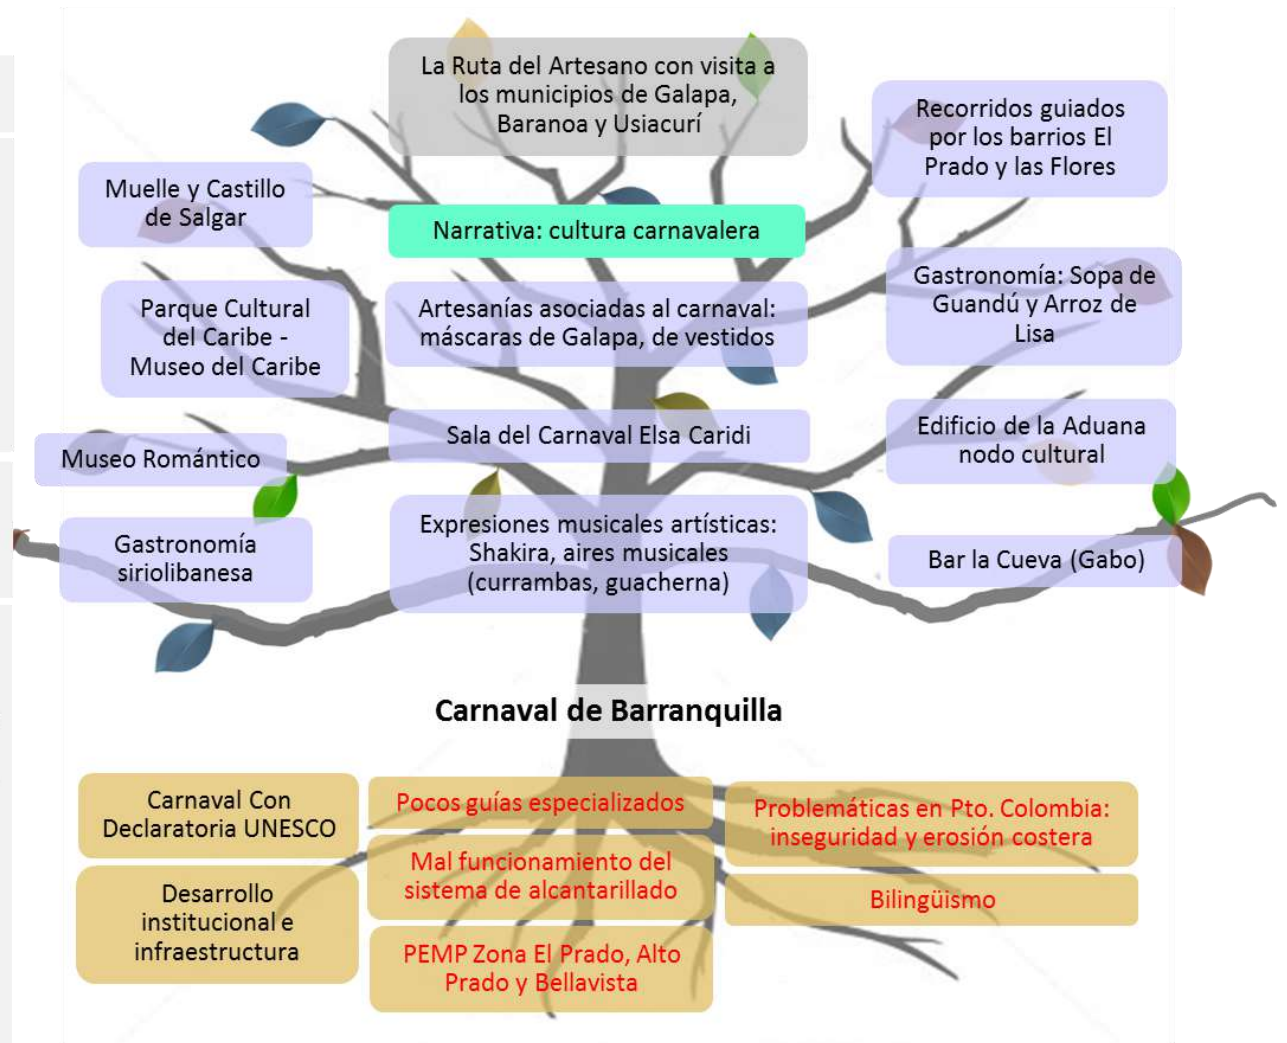 La Ruta del Artesano con visita a
los municipios de Galapa,
Baranoa y Usiacurí
Recorridos guiados
por los barrios El
Prado y las Flores
Muelle y Castillo
de Salgar
Narrativa: cultura carnavalera
Parque Cultural
del Caribe -
Museo del Caribe
Artesanías asociadas al carnaval:
máscaras de Galapa, de vestidos
Gastronomía: Sopa de
Guandú y Arroz de
Lisa
Museo Romántico
Sala del Carnaval Elsa Caridi
Edificio de la Aduana
nodo cultural
Gastronomía
siriolibanesa
Expresiones musicales artísticas:
Shakira, aires musicales
(currambas, guacherna)
Bar la Cueva (Gabo)
Carnaval de Barranquilla
Carnaval Con
Declaratoria UNESCO
Pocos guías especializados
Problemáticas en Pto. Colombia:
inseguridad y erosión costera
Desarrollo
institucional e
infraestructura
Mal funcionamiento del
sistema de alcantarillado
Bilingüismo
PEMP Zona El Prado, Alto
Prado y Bellavista